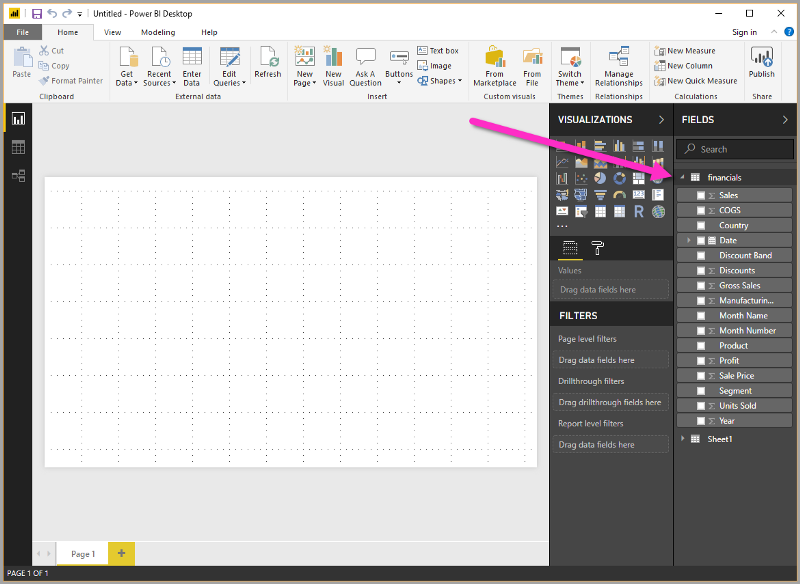 Untitled - Power BI Desktop
File
Home
View
Modeling
Help
Sign in
Paste
Cut
Copy
Format Painter
Clipboard
Get Data
Recent Sources
Enter Data
Edit Queries
External data
Refresh
New Page
New Visual
Ask A Question
Buttons
Text box
Image
Shapes
Insert
From Marketplace
From File
Custom visuals
Switch Theme
Themes
Manage Relationships
Relationships
New Measure
New Column
New Quick Measure
Calculations
Publish
Share
VISUALIZATIONS
R
...
Values
Drag data fields here
FILTERS
Page level filters
Drag data fields here
Drillthrough filters
Drag drillthrough fields here
Report level filters
Drag data fields here
FIELDS
Search
financials
Σ Sales
Σ COGS
Country
Date
Discount Band
Σ Discounts
Σ Gross Sales
Σ Manufacturin...
Month Name
Σ Month Number
Product
Σ Profit
Σ Sale Price
Segment
Σ Units Sold
Σ Year
Sheet1
Page 1
+
PAGE 1 OF 1